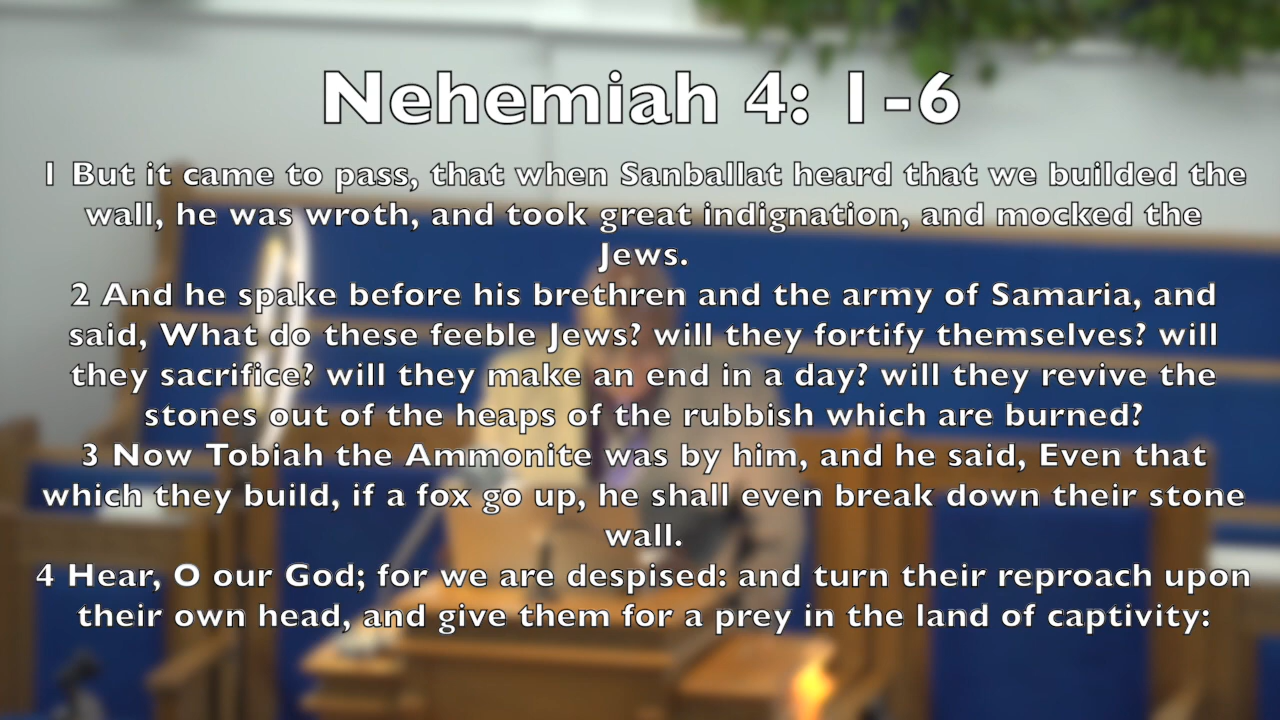 Nehemiah 4: 1-6
1 But it came to pass, that when Sanballat heard that we builded the
wall, he was wroth, and took great indignation, and mocked the
Jews.
2 And he spake before his brethren and the army of Samaria, and
said, What do these feeble Jews? will they fortify themselves? will
they sacrifice? will they make an end in a day? will they revive the
stones out of the heaps of the rubbish which are burned?
3 Now Tobiah the Ammonite was by him, and he said, Even that
which they build, if a fox go up, he shall even break down their stone
wall.
4 Hear, O our God; for we are despised: and turn their reproach upon
their own head, and give them for a prey in the land of captivity: